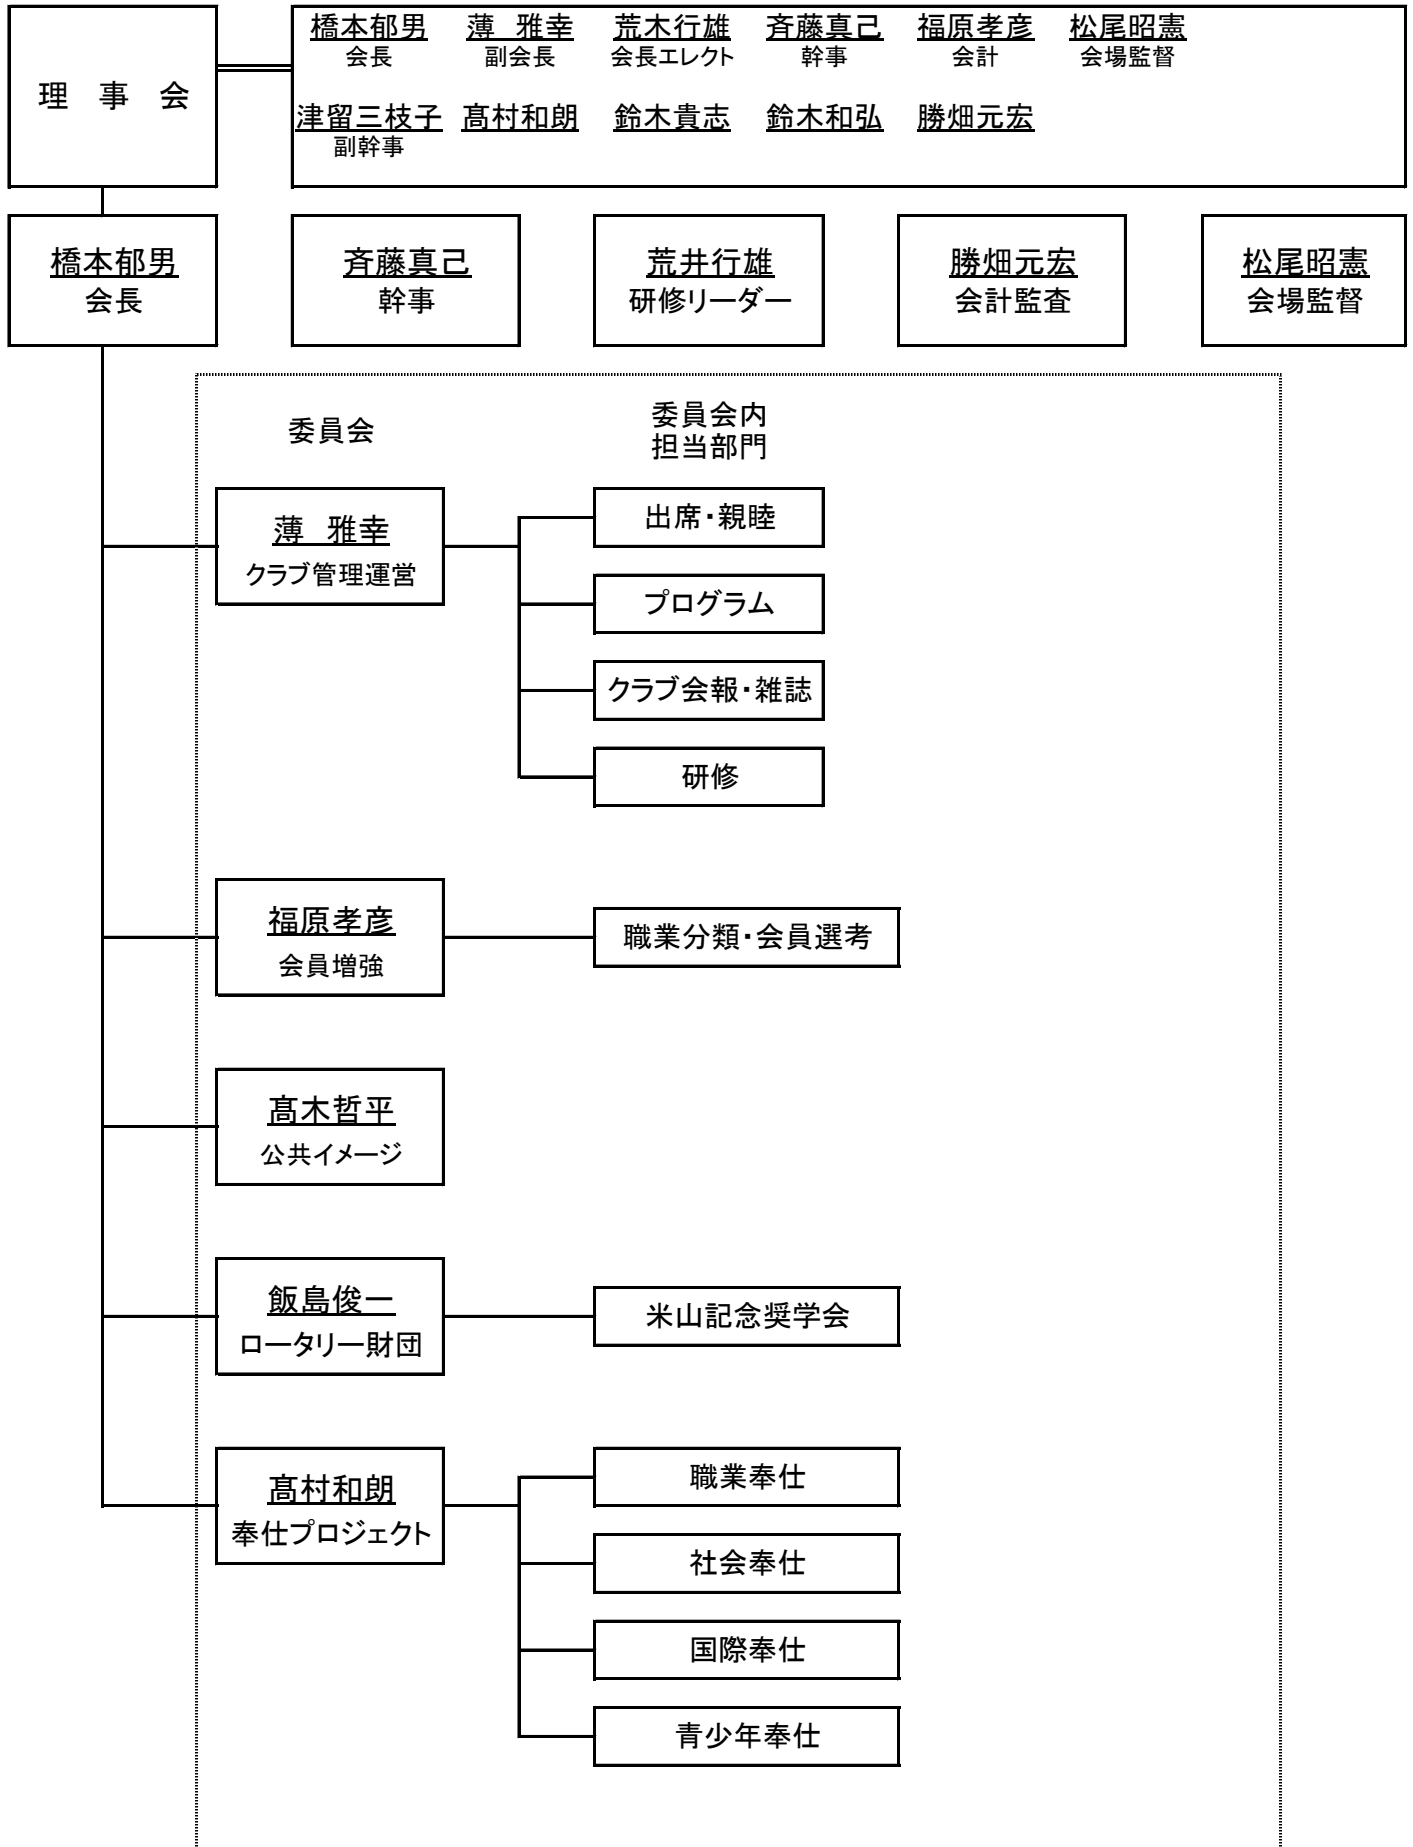 理　事　会
橋本郁男　薄　雅幸　荒木行雄　斉藤真己　福原孝彦　松尾昭憲
会長　副会長　会長エレクト　幹事　会計　会場監督
津留三枝子　髙村和朗　鈴木貴志　鈴木和弘　勝畑元宏
副幹事
橋本郁男　斉藤真己　荒井行雄　勝畑元宏　松尾昭憲
会長　幹事　研修リーダー　会計監査　会場監督
委員会
委員会内
担当部門
薄　雅幸
クラブ管理運営
出席・親睦
プログラム
クラブ会報・雑誌
研修
福原孝彦
会員増強
職業分類・会員選考
髙木哲平
公共イメージ
飯島俊一
ロータリー財団
米山記念奨学会
髙村和朗
奉仕プロジェクト
職業奉仕
社会奉仕
国際奉仕
青少年奉仕